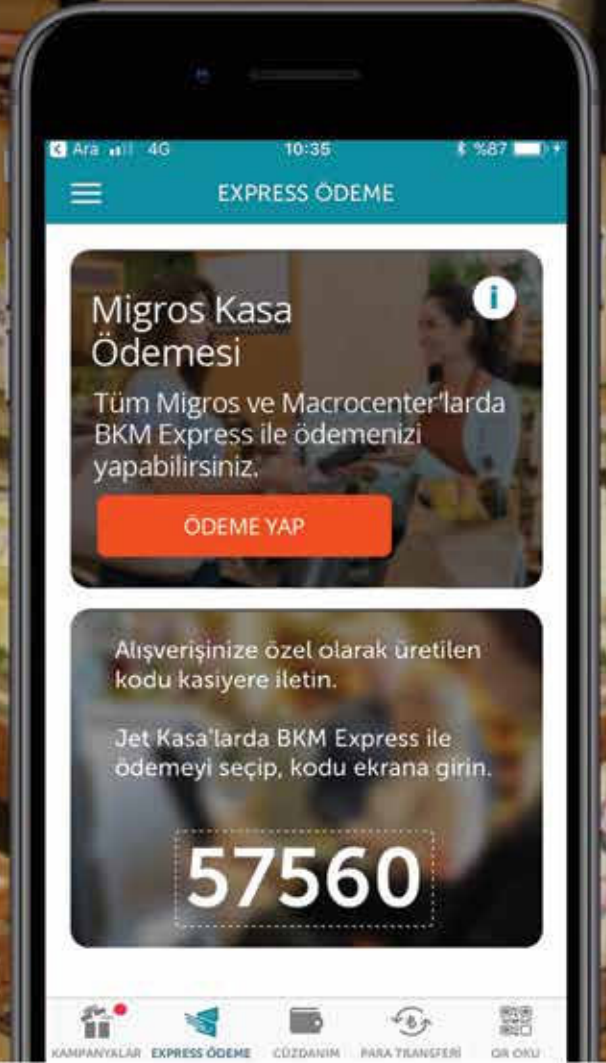 Ara 4G 10:35 %87
EXPRESS ÖDEME
Migros Kasa
Ödemesi
i
Tüm Migros ve Macrocenter'larda
BKM Express ile ödemenizi
yapabilirsiniz.
ÖDEME YAP
Alışverişinize özel olarak üretilen
kodu kasiyere iletin.
Jet Kasa'larda BKM Express ile
ödemeyi seçip, kodu ekrana girin.
57560
KAMPANYALAR EXPRESS ÖDEME CÜZDANIM PARA TRANSFERİ QR OKU